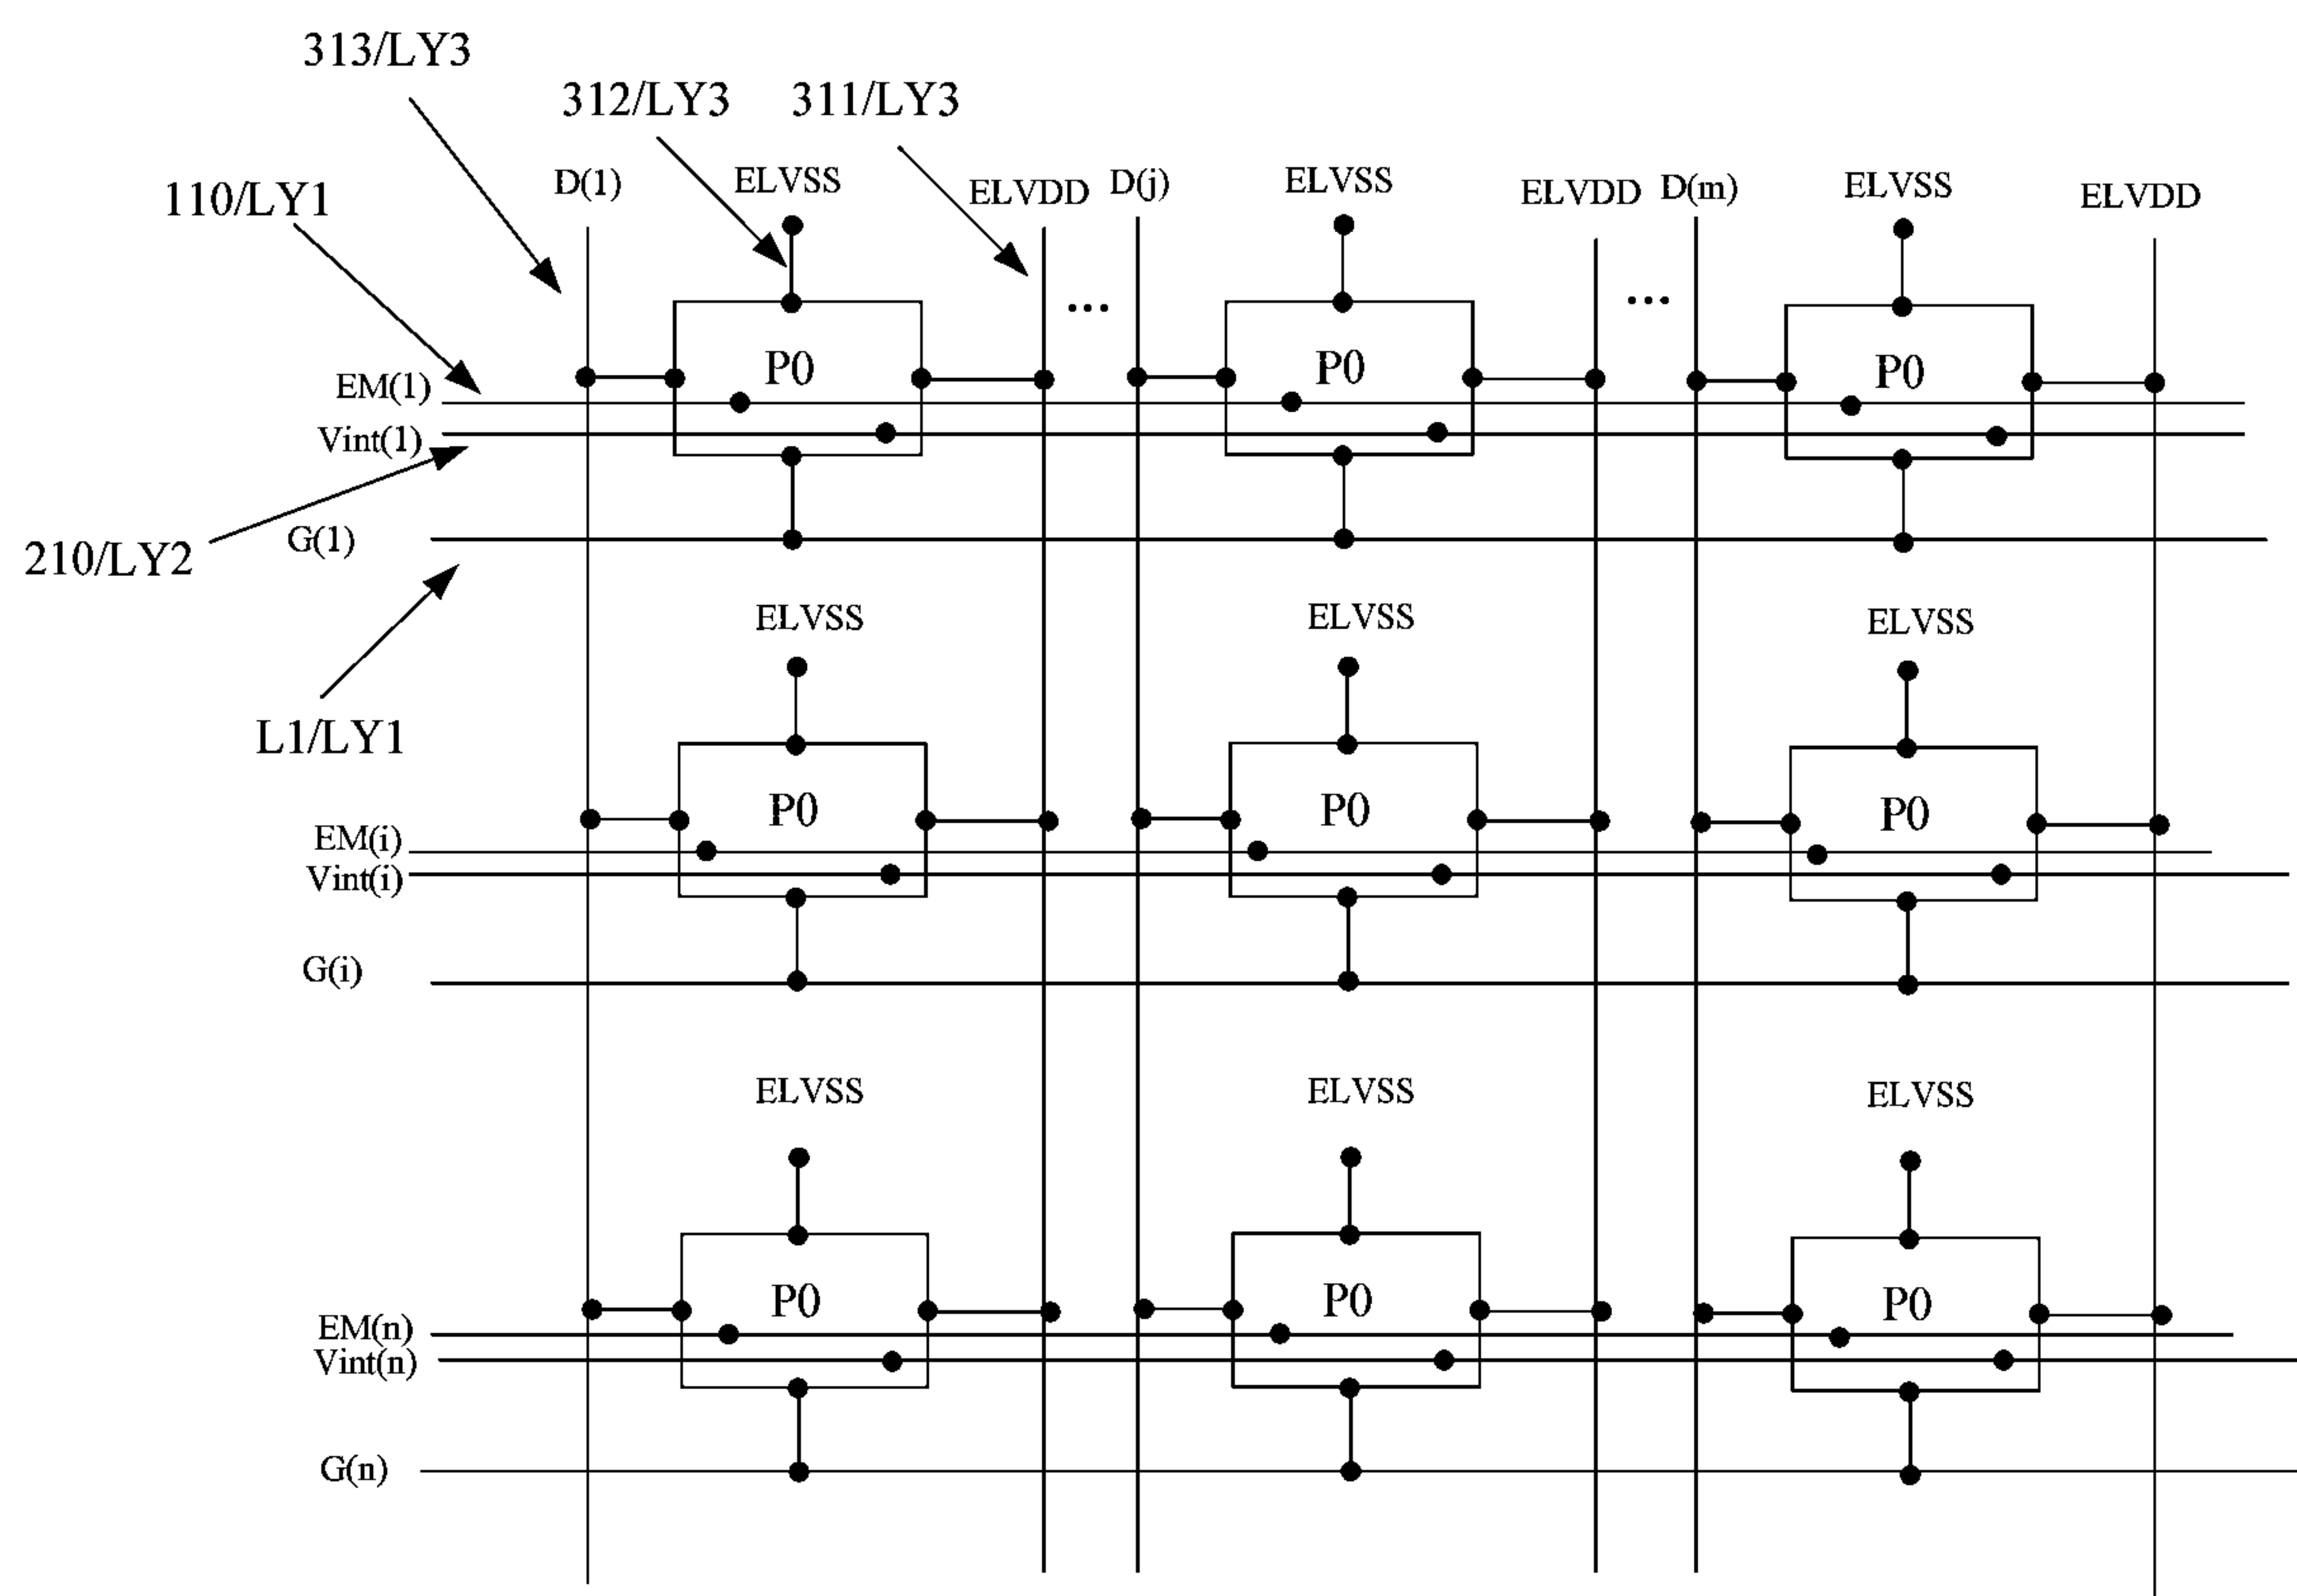 313/LY3
312/LY3 311/LY3
110/LY1 D(1) ELVSS ELVDD D(j) ELVSS ELVDD D(m) ELVSS ELVDD
... ...
P0 P0 P0
EM(1)
Vint(1)
210/LY2 G(1)
ELVSS ELVSS ELVSS
L1/LY1
P0 P0 P0
EM(i)
Vint(i)
G(i)
ELVSS ELVSS ELVSS
P0 P0 P0
EM(n)
Vint(n)
G(n)